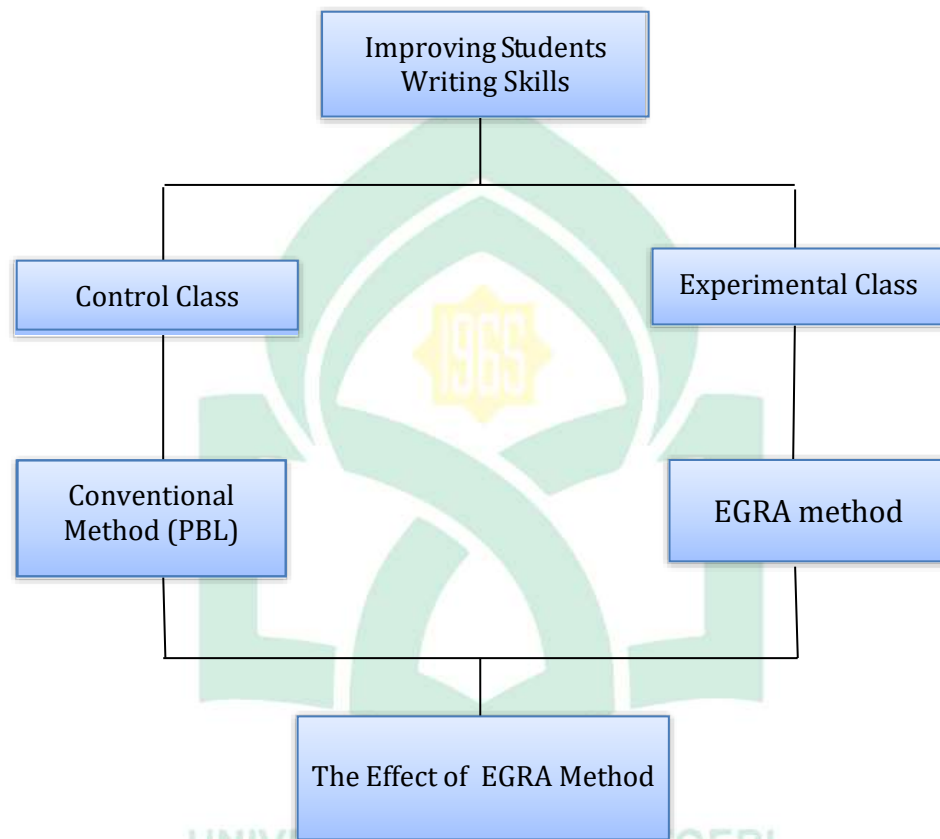 Improving Students
Writing Skills
Control Class
Experimental Class
1965
Conventional
Method (PBL)
EGRA method
The Effect of EGRA Method